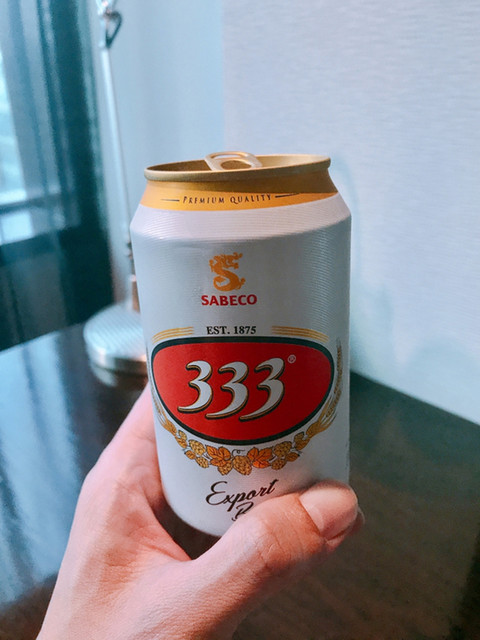 PREMIUM QUALITY
SABECO
EST. 1875
333®
Export